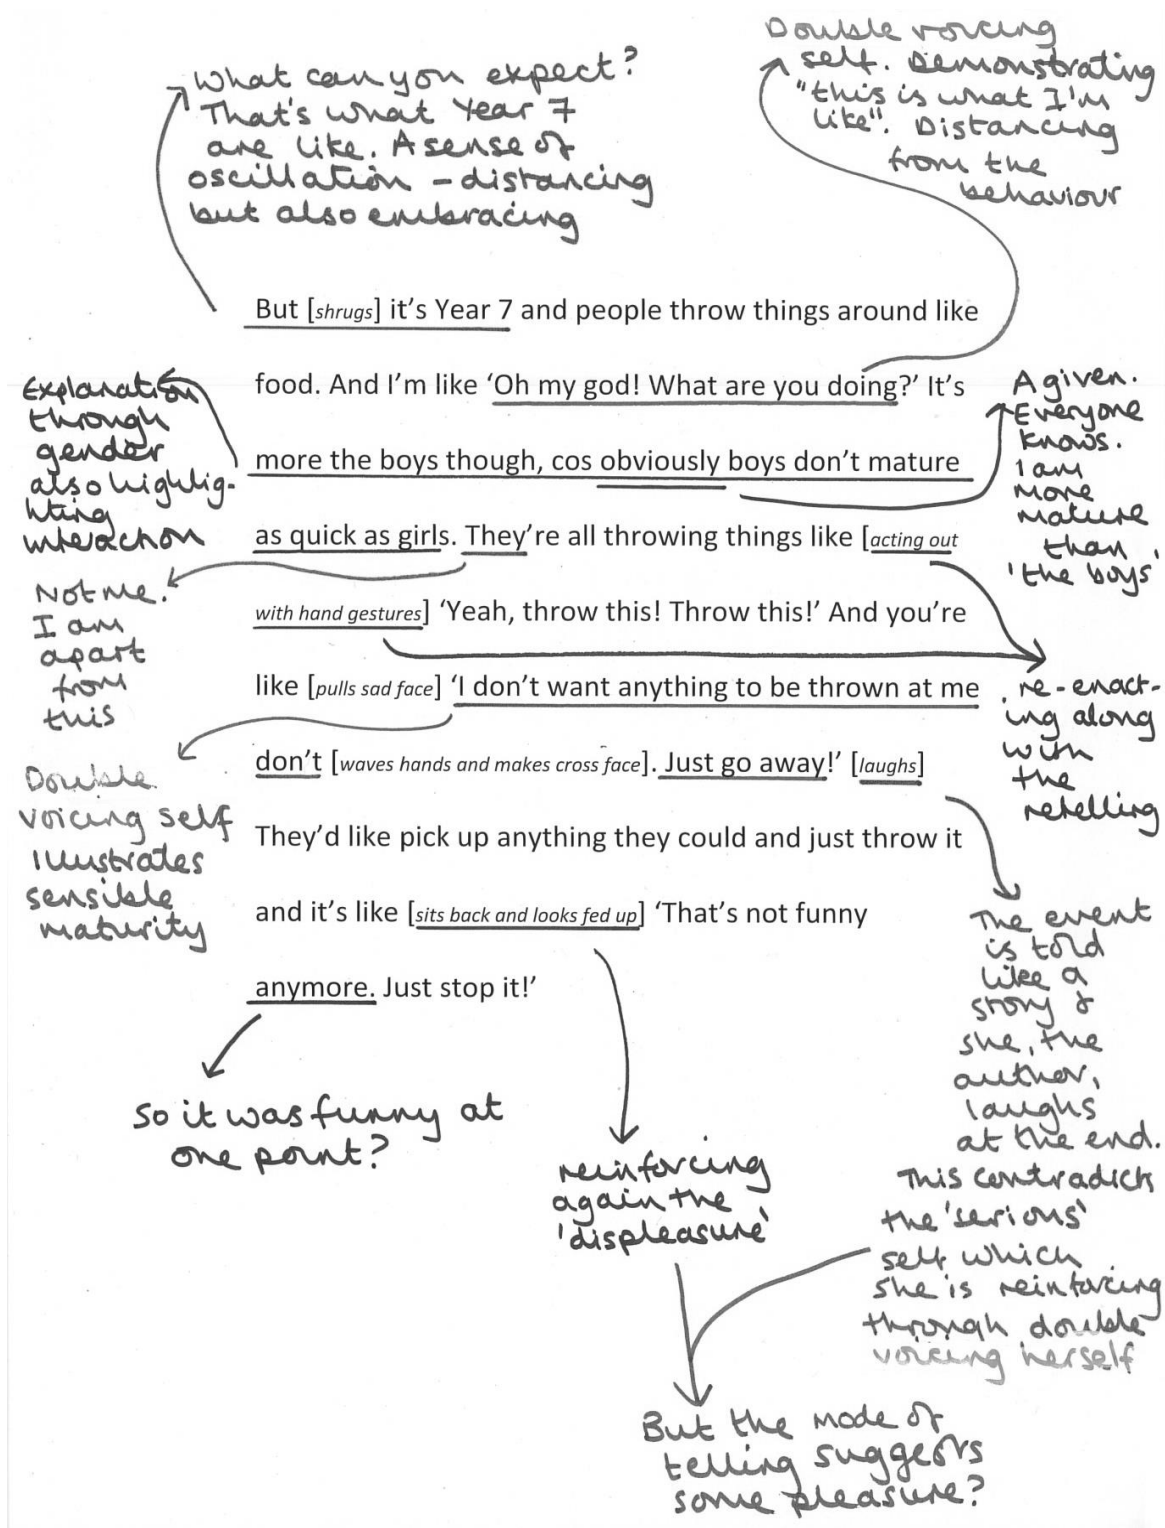 What can you expect?
That's what Year 7
are like. A sense of
oscillation - distancing
but also embracing
Double voicing
self. Demonstrating
"this is what I'm
like". Distancing
from the
behaviour
But [shrugs] it's Year 7 and people throw things around like
food. And I'm like 'Oh my god! What are you doing?' It's
more the boys though, cos obviously boys don't mature
as quick as girls. They're all throwing things like [acting out
with hand gestures] 'Yeah, throw this! Throw this!' And you're
like [pulls sad face] 'I don't want anything to be thrown at me
don't [waves hands and makes cross face]. Just go away!' [laughs]
They'd like pick up anything they could and just throw it
and it's like [sits back and looks fed up] 'That's not funny
anymore. Just stop it!'
Explanation
through
gender
also highlig-
hting
interaction
Not me.
I am
apart
from
this
Double
voicing self
illustrates
sensible
maturity
A given.
Everyone
knows.
I am
more
mature
than
'the boys'
re-enact-
ing along
with
the
retelling
The event
is told
like a
story &
she, the
author,
laughs
at the end.
This contradicts
the 'serious'
self which
she is reinforcing
through double
voicing herself
So it was funny at
one point?
reinforcing
again the
'displeasure'
But the mode of
telling suggests
some pleasure?